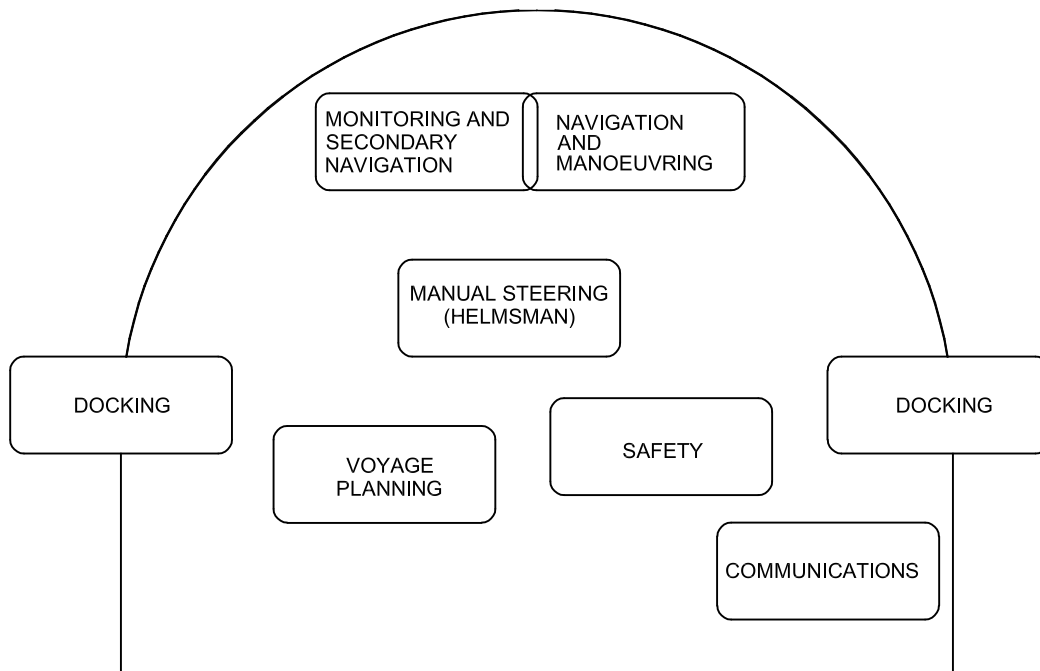 MONITORING AND
SECONDARY
NAVIGATION
NAVIGATION
AND
MANOEUVRING
MANUAL STEERING
(HELMSMAN)
DOCKING
DOCKING
VOYAGE
PLANNING
SAFETY
COMMUNICATIONS